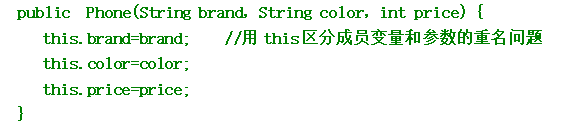 public  Phone(String brand, String color, int price) {
    this.brand=brand;    //用 this区分成员变量和参数的重名问题
    this.color=color;
    this.price=price;
}